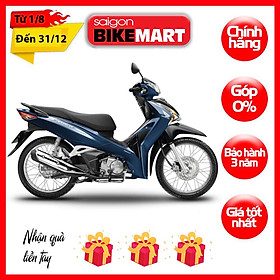 Từ 1/8
Đến 31/12
saigon
BIKEMART
Chính
hãng
Góp
0%
Bảo hành
3 năm
Giá tốt
nhất
Nhận quà
liền tay